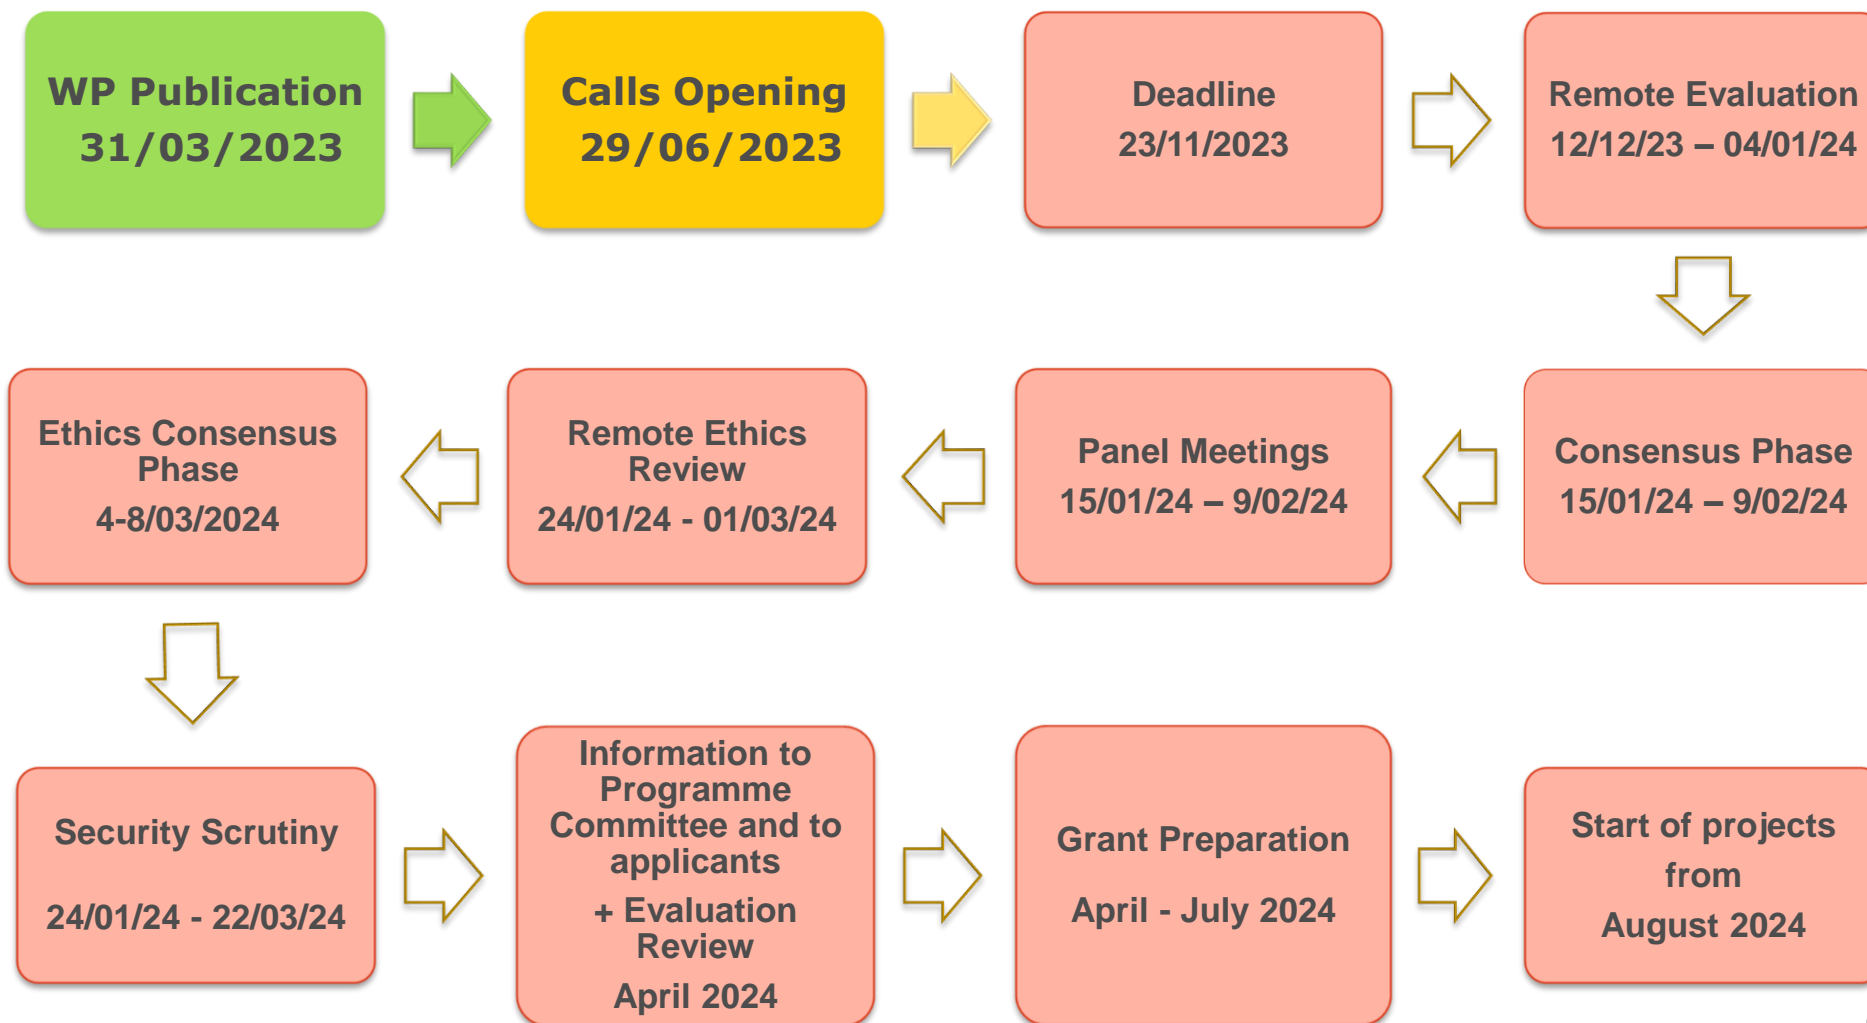 WP Publication
31/03/2023
Calls Opening
29/06/2023
Deadline
23/11/2023
Remote Evaluation
12/12/23 – 04/01/24
Consensus Phase
15/01/24 – 9/02/24
Panel Meetings
15/01/24 – 9/02/24
Remote Ethics
Review
24/01/24 - 01/03/24
Ethics Consensus
Phase
4-8/03/2024
Security Scrutiny
24/01/24 - 22/03/24
Information to
Programme
Committee and to
applicants
+ Evaluation
Review
April 2024
Grant Preparation
April - July 2024
Start of projects
from
August 2024